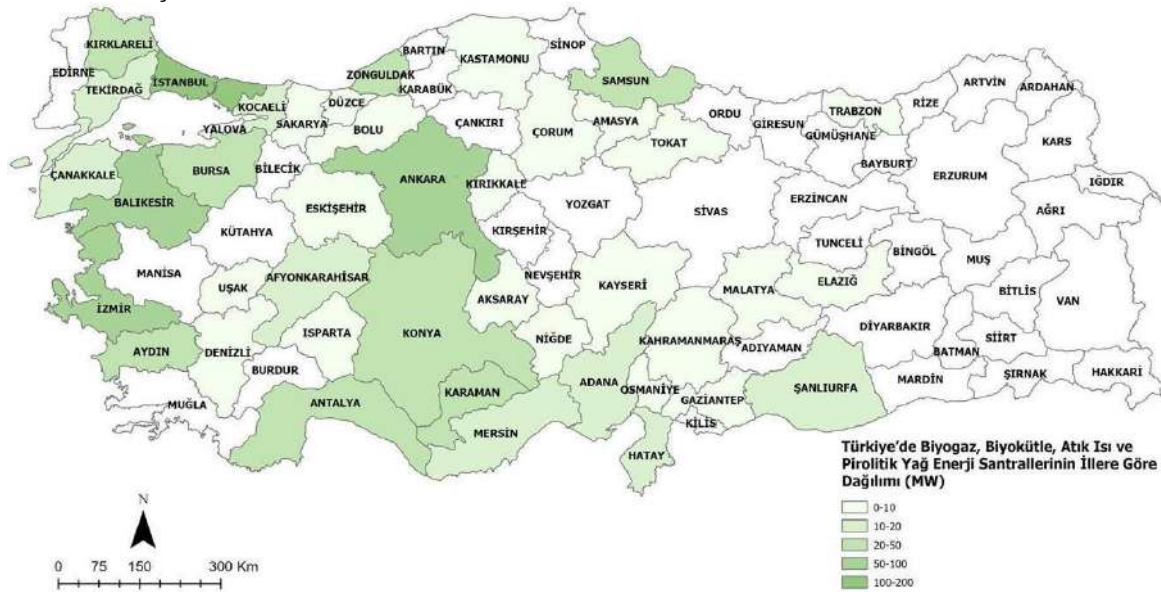 KIRKLARELİ
EDİRNE
TEKİRDAĞ
İSTANBUL
KOCAELİ
YALOVA
SAKARYA
DÜZCE
ZONGULDAK
BARTIN
KARABÜK
KASTAMONU
SİNOP
SAMSUN
BOLU
ÇANKIRI
ÇORUM
AMASYA
TOKAT
ORDU
GİRESUN
TRABZON
GÜMÜŞHANE
BAYBURT
RİZE
ARTVİN
ARDAHAN
KARS
IĞDIR
AĞRI
ERZURUM
ERZİNCAN
ÇANAKKALE
BALIKESİR
BURSA
BİLECİK
ESKİŞEHİR
KÜTAHYA
ANKARA
KIRIKKALE
KIRŞEHİR
YOZGAT
SİVAS
TUNCELİ
BİNGÖL
MUŞ
BİTLİS
VAN
MANİSA
İZMİR
UŞAK
AFYONKARAHİSAR
AKSARAY
NEVŞEHİR
KAYSERİ
MALATYA
ELAZIĞ
DİYARBAKIR
BATMAN
SİİRT
AYDIN
DENİZLİ
ISPARTA
BURDUR
KONYA
NİĞDE
KAHRAMANMARAŞ
ADIYAMAN
MARDİN
ŞIRNAK
HAKKARİ
MUĞLA
ANTALYA
KARAMAN
MERSİN
ADANA
OSMANİYE
GAZİANTEP
KİLİS
ŞANLIURFA
HATAY
Türkiye'de Biyogaz, Biyokütle, Atık Isı ve
Pirolitik Yağ Enerji Santrallerinin İllere Göre
Dağılımı (MW)
0-10
10-20
20-50
50-100
100-200
N
0 75 150 300 Km